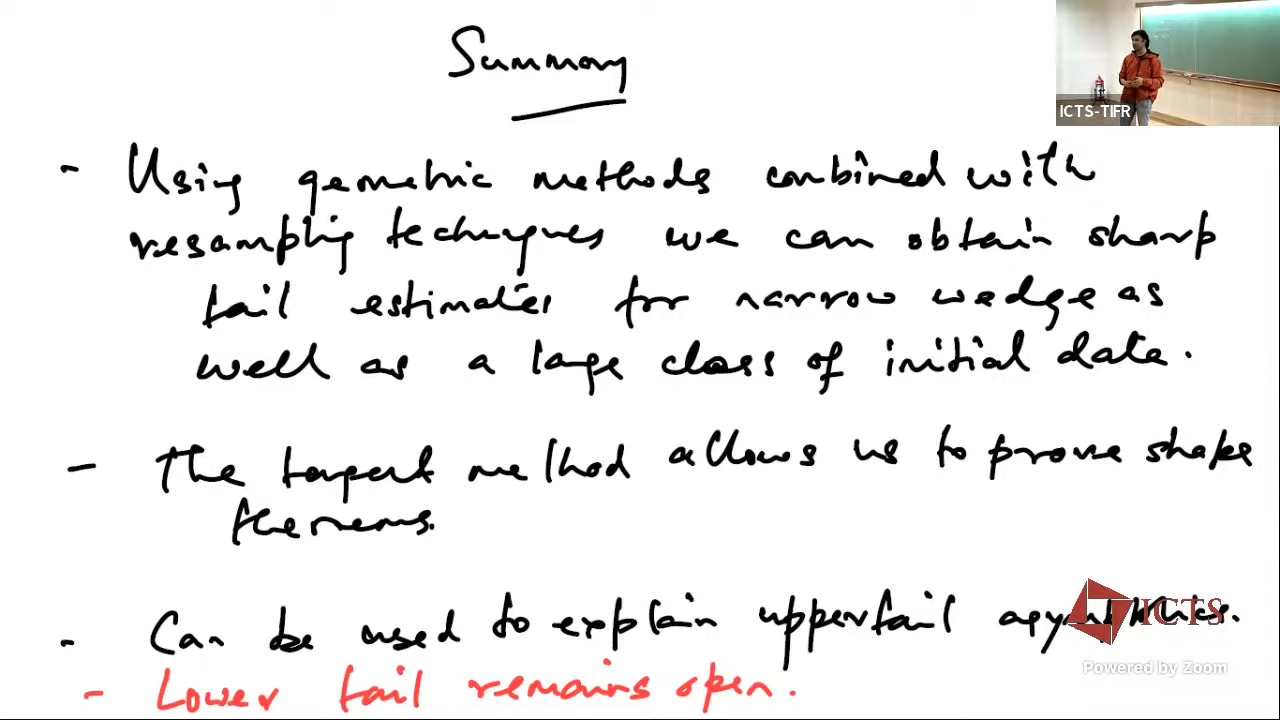 Summary
ICTS-TIFR
- Using geometric methods combined with
resampling techniques we can obtain sharp
tail estimates for narrow wedge as
well as a large class of initial data.
- The tangent method allows us to prove shape
theorems.
- Can be used to explain upper tail
- Lower tail remains open.
ICTS
Powered by Zoom